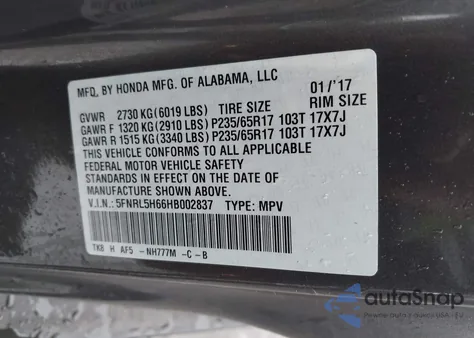 MFD. BY HONDA MFG. OF ALABAMA, LLC 01/'17
GVWR 2730 KG(6019 LBS) TIRE SIZE RIM SIZE
GAWR F 1320 KG(2910 LBS)P235/65R17 103T 17X7J
GAWR R 1515 KG(3340 LBS)P235/65R17 103T 17X7J
THIS VEHICLE CONFORMS TO ALL APPLICABLE
FEDERAL MOTOR VEHICLE SAFETY
STANDARDS IN EFFECT ON THE DATE OF
MANUFACTURE SHOWN ABOVE.
V.I.N.: 5FNRL5H66HB002837 TYPE: MPV
TK8 H AF5 -NH777M -C-B
autoSnap